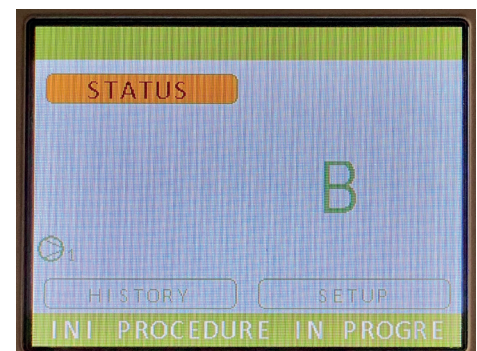 STATUS
B
1
HISTORY SETUP
INI PROCEDURE IN PROGRE